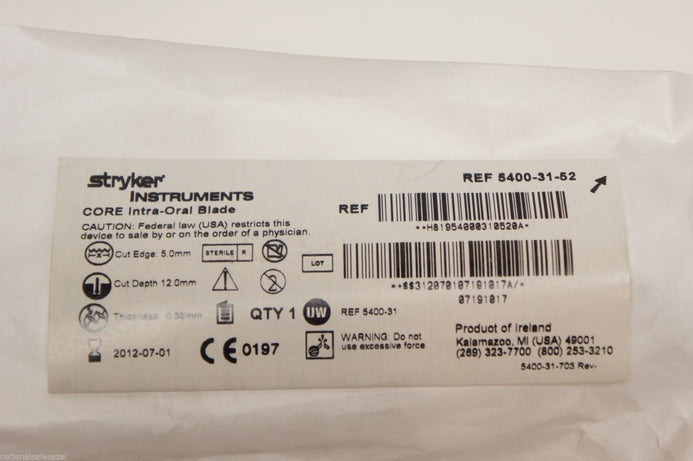 stryker
INSTRUMENTS
REF 5400-31-52
CORE Intra-Oral Blade
REF
CAUTION: Federal law (USA) restricts this
device to sale by or on the order of a physician.
*+H81954000310520A*
Cut Edge: 5.0mm
STERILE R
LOT
Cut Depth 12.0mm
*+$$3120701071910​17A/*
07191017
Thickness: 0.38mm
QTY 1
UW
REF 5400-31
2012-07-01
CE 0197
WARNING: Do not
use excessive force.
Product of Ireland
Kalamazoo, MI (USA) 49001
(269) 323-7700 (800) 253-3210
5400-31-703 Rev-
nationalsalesozal